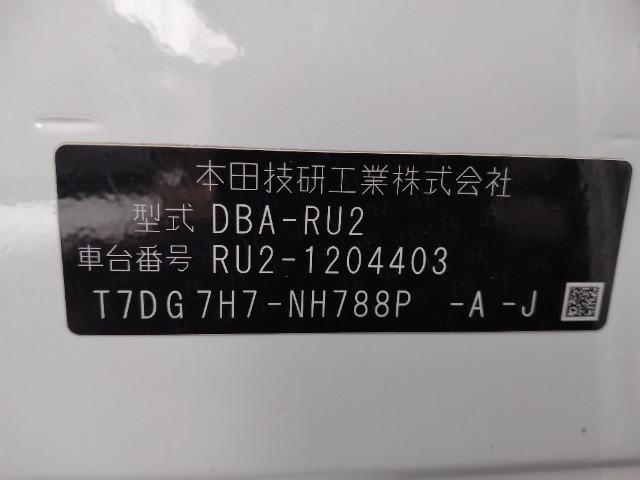 本田技研工業株式会社
型式 DBA-RU2
車台番号 RU2-1204403
T7DG7H7-NH788P -A-J